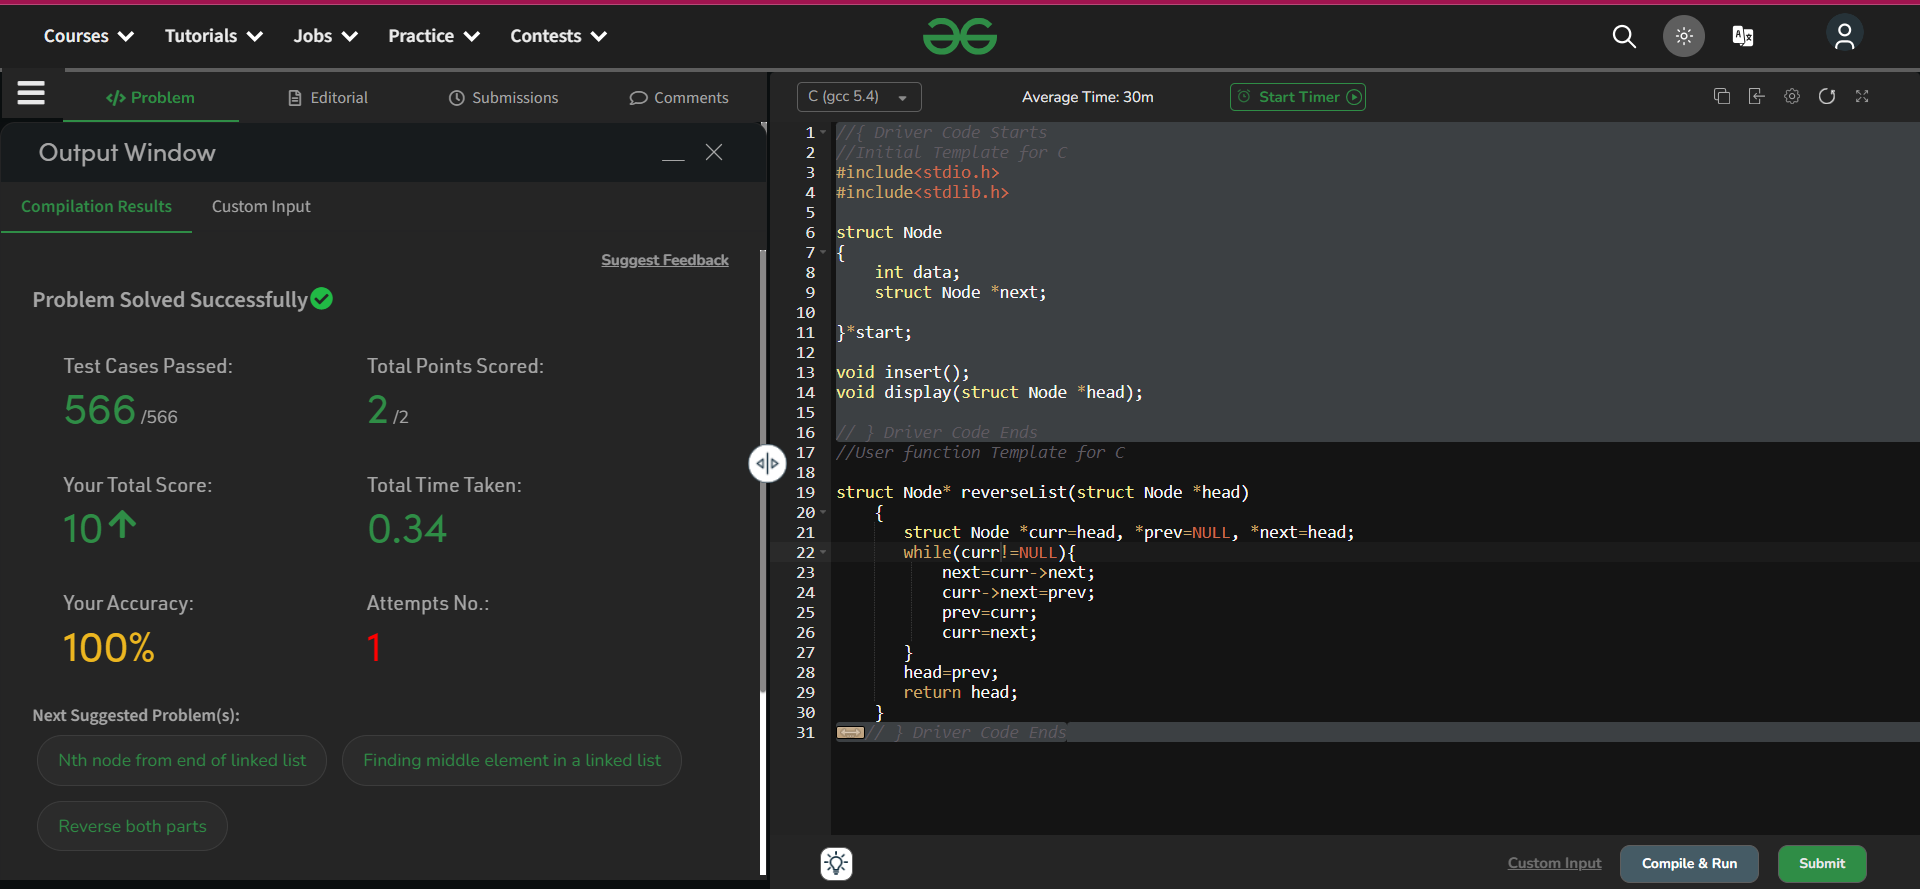 Courses Tutorials Jobs Practice Contests
</> Problem Editorial Submissions Comments
Output Window
Compilation Results Custom Input
Suggest Feedback
Problem Solved Successfully
Test Cases Passed: Total Points Scored:
566 /566 2 /2
Your Total Score: Total Time Taken:
10 0.34
Your Accuracy: Attempts No.:
100% 1
Next Suggested Problem(s):
Nth node from end of linked list Finding middle element in a linked list
Reverse both parts
C (gcc 5.4) Average Time: 30m Start Timer
1 //{ Driver Code Starts
2 //Initial Template for C
3 #include<stdio.h>
4 #include<stdlib.h>
5
6 struct Node
7 {
8 int data;
9 struct Node *next;
10
11 }*start;
12
13 void insert();
14 void display(struct Node *head);
15
16 // } Driver Code Ends
17 //User function Template for C
18
19 struct Node* reverseList(struct Node *head)
20 {
21 struct Node *curr=head, *prev=NULL, *next=head;
22 while(curr!=NULL){
23 next=curr->next;
24 curr->next=prev;
25 prev=curr;
26 curr=next;
27 }
28 head=prev;
29 return head;
30 }
31 // } Driver Code Ends
Custom Input Compile & Run Submit